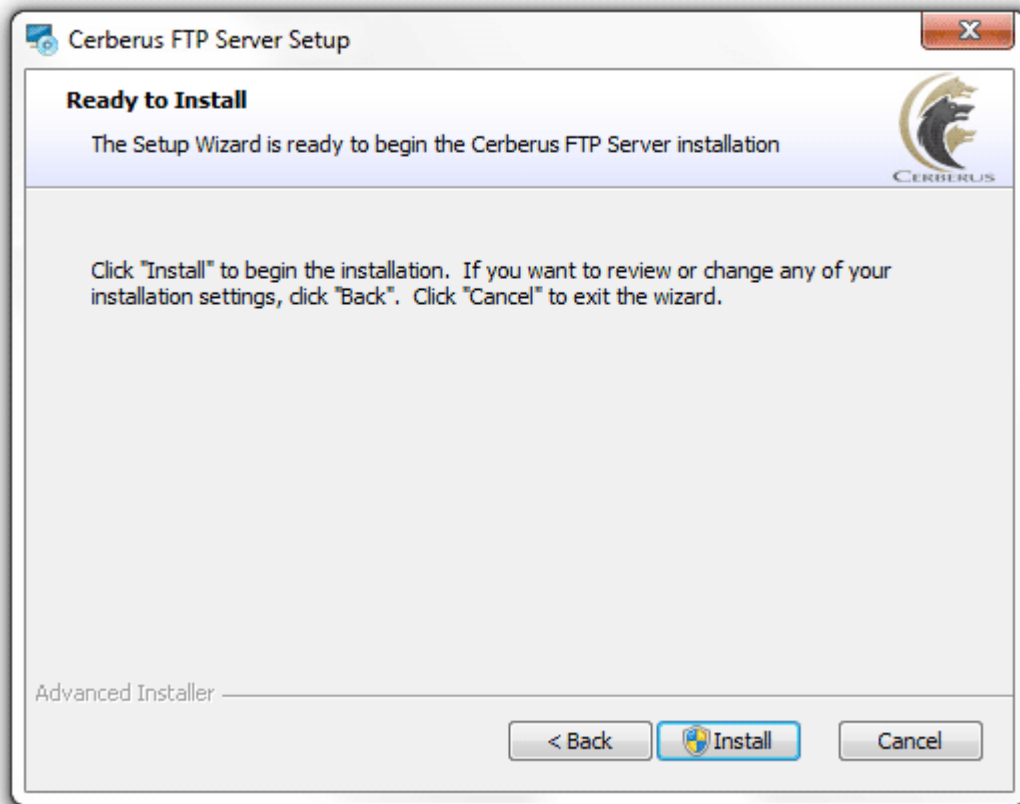 Cerberus FTP Server Setup
Ready to Install
The Setup Wizard is ready to begin the Cerberus FTP Server installation
CERBERUS
Click "Install" to begin the installation.  If you want to review or change any of your
installation settings, click "Back".  Click "Cancel" to exit the wizard.
Advanced Installer
< Back
Install
Cancel